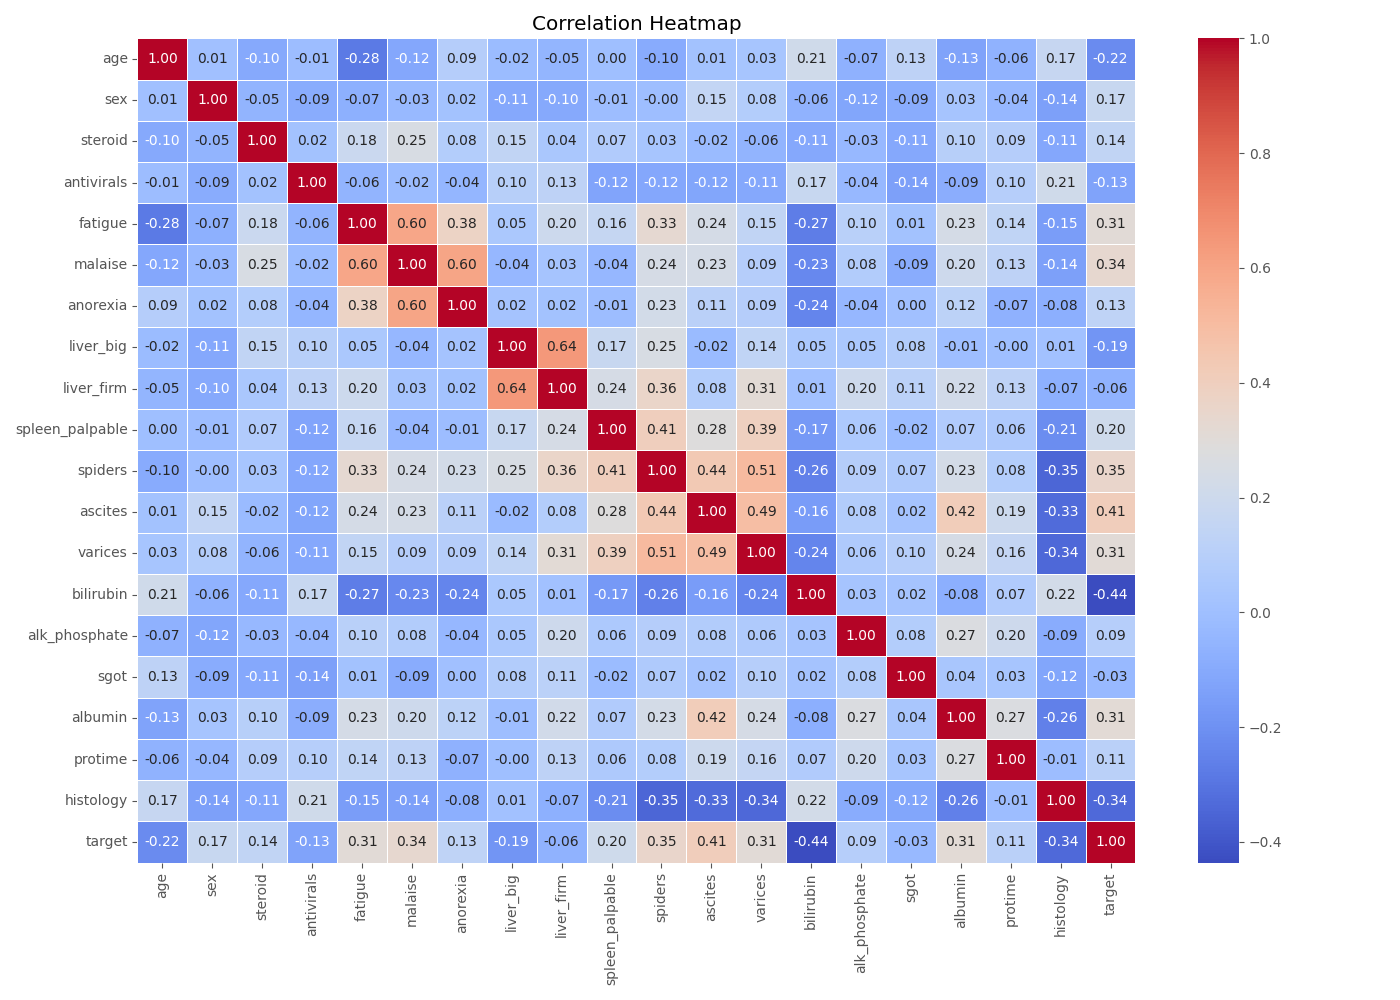 Correlation Heatmap
age 1.00 0.01 -0.10 -0.01 -0.28 -0.12 0.09 -0.02 -0.05 0.00 -0.10 0.01 0.03 0.21 -0.07 0.13 -0.13 -0.06 0.17 -0.22
sex 0.01 1.00 -0.05 -0.09 -0.07 -0.03 0.02 -0.11 -0.10 -0.01 -0.00 0.15 0.08 -0.06 -0.12 -0.09 0.03 -0.04 -0.14 0.17
steroid -0.10 -0.05 1.00 0.02 0.18 0.25 0.08 0.15 0.04 0.07 0.03 -0.02 -0.06 -0.11 -0.03 -0.11 0.10 0.09 -0.11 0.14
antivirals -0.01 -0.09 0.02 1.00 -0.06 -0.02 -0.04 0.10 0.13 -0.12 -0.12 -0.12 -0.11 0.17 -0.04 -0.14 -0.09 0.10 0.21 -0.13
fatigue -0.28 -0.07 0.18 -0.06 1.00 0.60 0.38 0.05 0.20 0.16 0.33 0.24 0.15 -0.27 0.10 0.01 0.23 0.14 -0.15 0.31
malaise -0.12 -0.03 0.25 -0.02 0.60 1.00 0.60 -0.04 0.03 -0.04 0.24 0.23 0.09 -0.23 0.08 -0.09 0.20 0.13 -0.14 0.34
anorexia 0.09 0.02 0.08 -0.04 0.38 0.60 1.00 0.02 0.02 -0.01 0.23 0.11 0.09 -0.24 -0.04 0.00 0.12 -0.07 -0.08 0.13
liver_big -0.02 -0.11 0.15 0.10 0.05 -0.04 0.02 1.00 0.64 0.17 0.25 -0.02 0.14 0.05 0.05 0.08 -0.01 -0.00 0.01 -0.19
liver_firm -0.05 -0.10 0.04 0.13 0.20 0.03 0.02 0.64 1.00 0.24 0.36 0.08 0.31 0.01 0.20 0.11 0.22 0.13 -0.07 -0.06
spleen_palpable 0.00 -0.01 0.07 -0.12 0.16 -0.04 -0.01 0.17 0.24 1.00 0.41 0.28 0.39 -0.17 0.06 -0.02 0.07 0.06 -0.21 0.20
spiders -0.10 -0.00 0.03 -0.12 0.33 0.24 0.23 0.25 0.36 0.41 1.00 0.44 0.51 -0.26 0.09 0.07 0.23 0.08 -0.35 0.35
ascites 0.01 0.15 -0.02 -0.12 0.24 0.23 0.11 -0.02 0.08 0.28 0.44 1.00 0.49 -0.16 0.08 0.02 0.42 0.19 -0.33 0.41
varices 0.03 0.08 -0.06 -0.11 0.15 0.09 0.09 0.14 0.31 0.39 0.51 0.49 1.00 -0.24 0.06 0.10 0.24 0.16 -0.34 0.31
bilirubin 0.21 -0.06 -0.11 0.17 -0.27 -0.23 -0.24 0.05 0.01 -0.17 -0.26 -0.16 -0.24 1.00 0.03 0.02 -0.08 0.07 0.22 -0.44
alk_phosphate -0.07 -0.12 -0.03 -0.04 0.10 0.08 -0.04 0.05 0.20 0.06 0.09 0.08 0.06 0.03 1.00 0.08 0.27 0.20 -0.09 0.09
sgot 0.13 -0.09 -0.11 -0.14 0.01 -0.09 0.00 0.08 0.11 -0.02 0.07 0.02 0.10 0.02 0.08 1.00 0.04 0.03 -0.12 -0.03
albumin -0.13 0.03 0.10 -0.09 0.23 0.20 0.12 -0.01 0.22 0.07 0.23 0.42 0.24 -0.08 0.27 0.04 1.00 0.27 -0.26 0.31
protime -0.06 -0.04 0.09 0.10 0.14 0.13 -0.07 -0.00 0.13 0.06 0.08 0.19 0.16 0.07 0.20 0.03 0.27 1.00 -0.01 0.11
histology 0.17 -0.14 -0.11 0.21 -0.15 -0.14 -0.08 0.01 -0.07 -0.21 -0.35 -0.33 -0.34 0.22 -0.09 -0.12 -0.26 -0.01 1.00 -0.34
target -0.22 0.17 0.14 -0.13 0.31 0.34 0.13 -0.19 -0.06 0.20 0.35 0.41 0.31 -0.44 0.09 -0.03 0.31 0.11 -0.34 1.00
age sex steroid antivirals fatigue malaise anorexia liver_big liver_firm spleen_palpable spiders ascites varices bilirubin alk_phosphate sgot albumin protime histology target
1.0
0.8
0.6
0.4
0.2
0.0
−0.2
−0.4